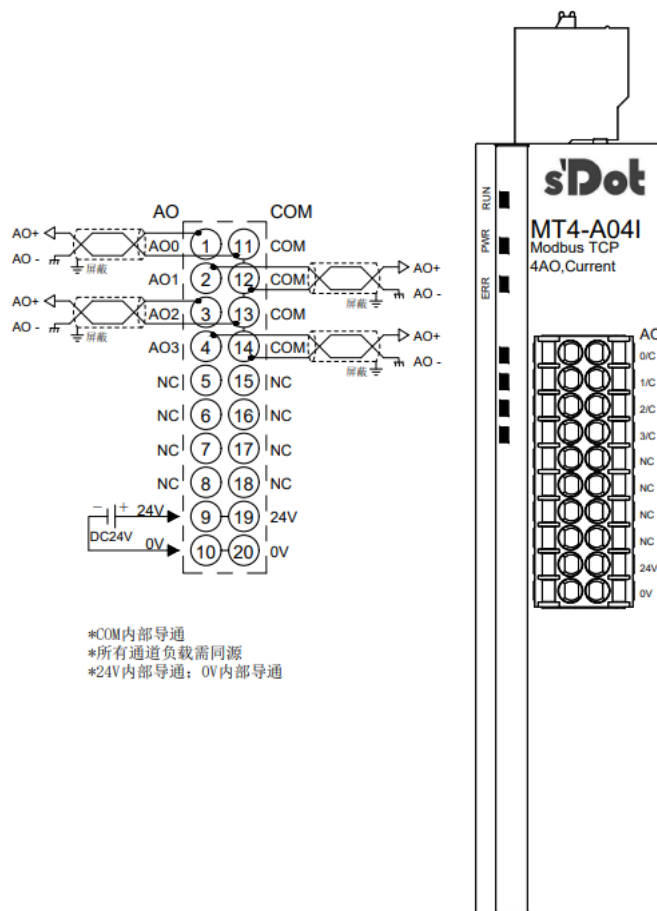 s'Dot
MT4-A04I
Modbus TCP
4AO,Current
RUN
PWR
ERR
AO COM
AO+
AO -
屏蔽
AO0 1 11 COM
AO1 2 12 COM
AO+
AO -
屏蔽
AO+
AO -
屏蔽
AO2 3 13 COM
AO3 4 14 COM
AO+
AO -
屏蔽
NC 5 15 NC
NC 6 16 NC
NC 7 17 NC
NC 8 18 NC
24V 9 19 24V
0V 10 20 0V
− +
DC24V
AO
0/C
1/C
2/C
3/C
NC
NC
NC
NC
24V
0V
*COM内部导通
*所有通道负载需同源
*24V内部导通；0V内部导通